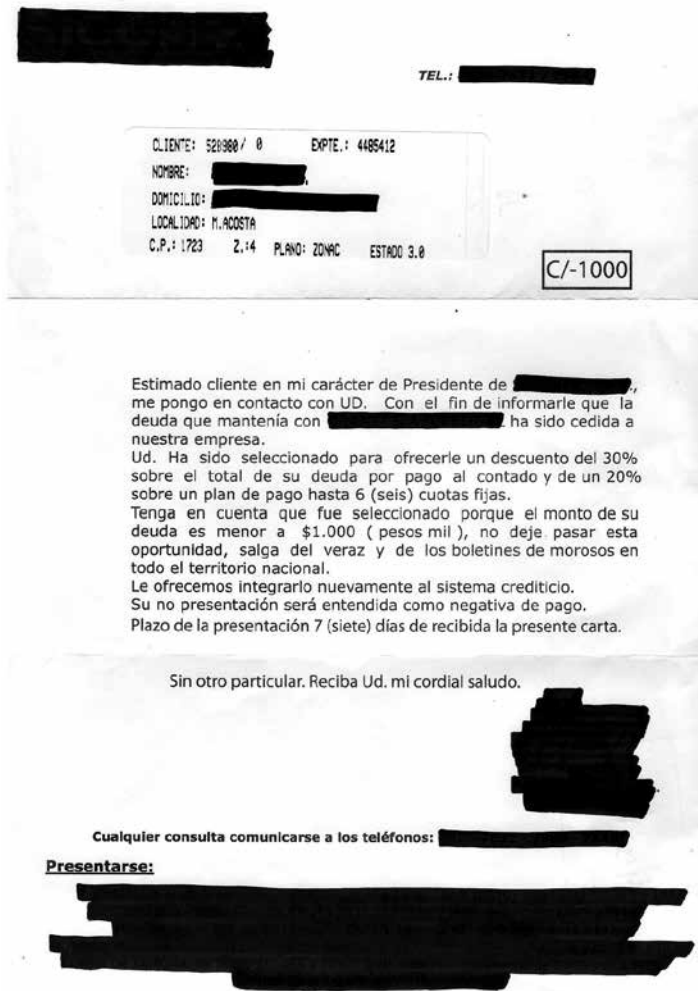 TEL.:
CLIENTE: 528980/ 0 EXPTE.: 4485412
NOMBRE:
DOMICILIO:
LOCALIDAD: M.ACOSTA
C.P.: 1723 Z.:4 PLANO: ZONAC ESTADO 3.0
C/-1000
Estimado cliente en mi carácter de Presidente de ,
me pongo en contacto con UD. Con el fin de informarle que la
deuda que mantenía con ha sido cedida a
nuestra empresa.
Ud. Ha sido seleccionado para ofrecerle un descuento del 30%
sobre el total de su deuda por pago al contado y de un 20%
sobre un plan de pago hasta 6 (seis) cuotas fijas.
Tenga en cuenta que fue seleccionado porque el monto de su
deuda es menor a $1.000 ( pesos mil ), no deje pasar esta
oportunidad, salga del veraz y de los boletines de morosos en
todo el territorio nacional.
Le ofrecemos integrarlo nuevamente al sistema crediticio.
Su no presentación será entendida como negativa de pago.
Plazo de la presentación 7 (siete) días de recibida la presente carta.
Sin otro particular. Reciba Ud. mi cordial saludo.
Cualquier consulta comunicarse a los teléfonos:
Presentarse: